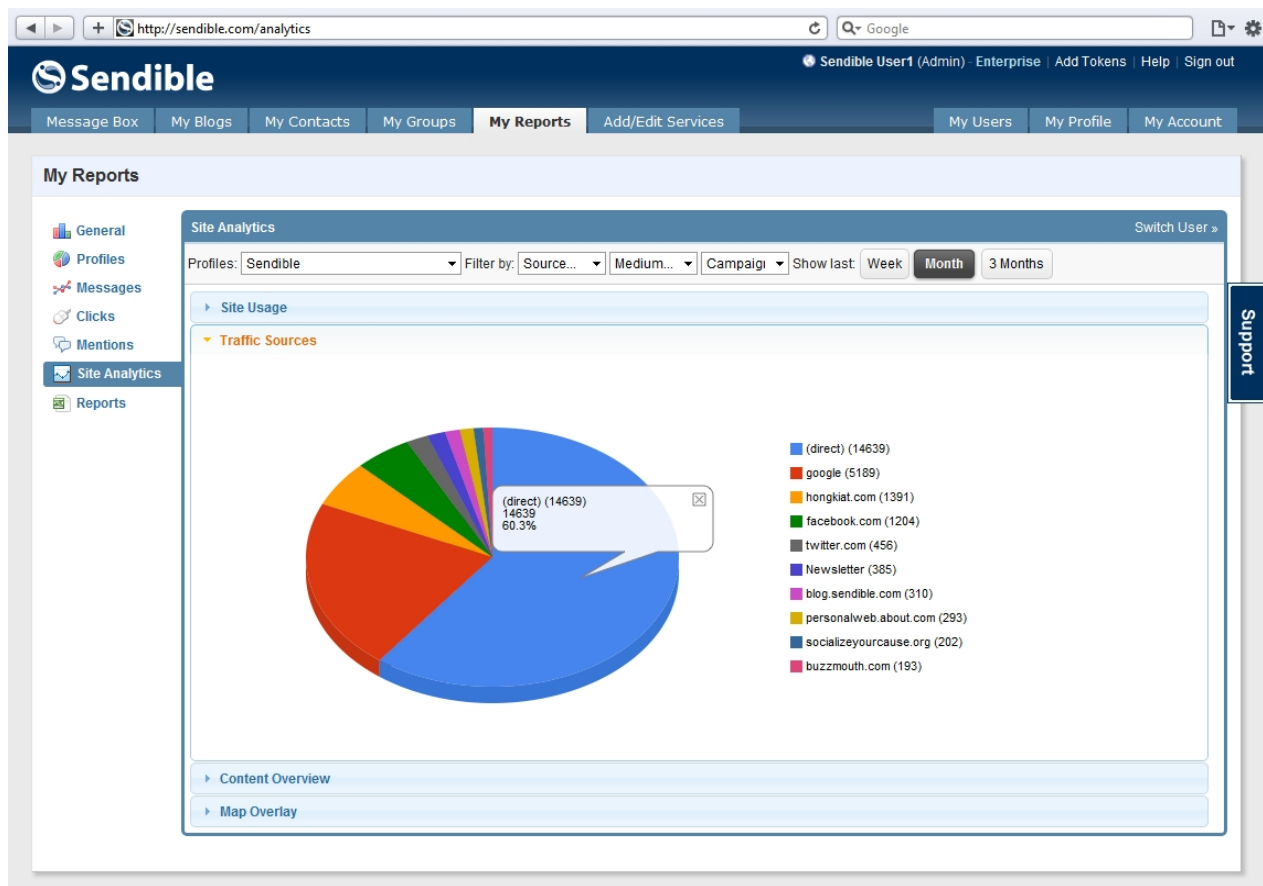 http://sendible.com/analytics
Google
Sendible
Sendible User1 (Admin) - Enterprise | Add Tokens | Help | Sign out
Message Box My Blogs My Contacts My Groups My Reports Add/Edit Services My Users My Profile My Account
My Reports
General
Profiles
Messages
Clicks
Mentions
Site Analytics
Reports
Site Analytics Switch User »
Profiles: Sendible Filter by: Source... Medium... Campaign Show last: Week Month 3 Months
Site Usage
Traffic Sources
(direct) (14639)
14639
60.3%
(direct) (14639)
google (5189)
hongkiat.com (1391)
facebook.com (1204)
twitter.com (456)
Newsletter (385)
blog.sendible.com (310)
personalweb.about.com (293)
socializeyourcause.org (202)
buzzmouth.com (193)
Content Overview
Map Overlay
Support